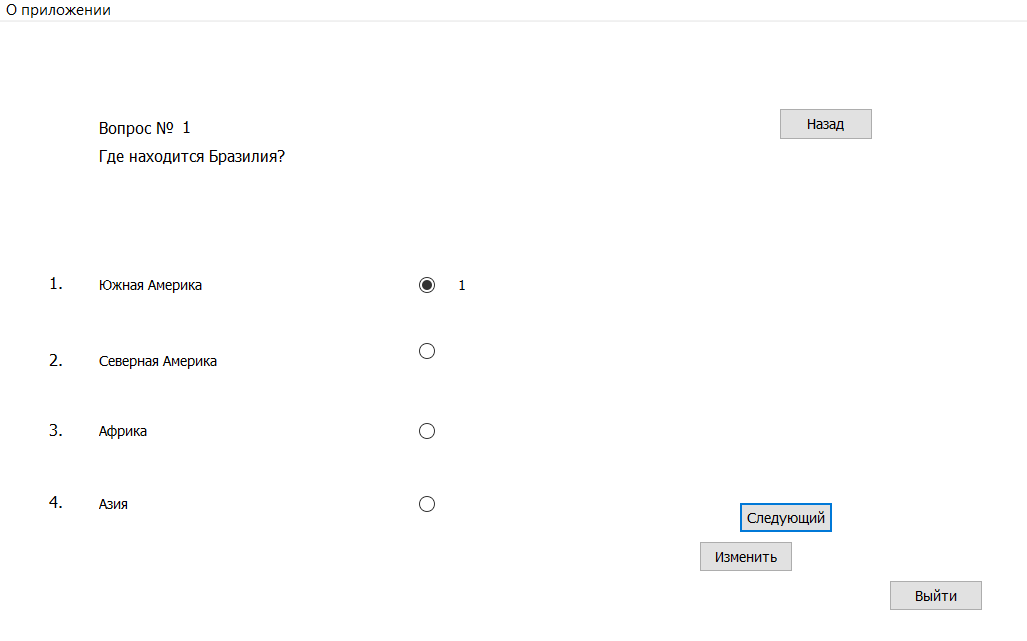 О приложении
Вопрос № 1
Назад
Где находится Бразилия?
1. Южная Америка 1
2. Северная Америка
3. Африка
4. Азия
Следующий
Изменить
Выйти